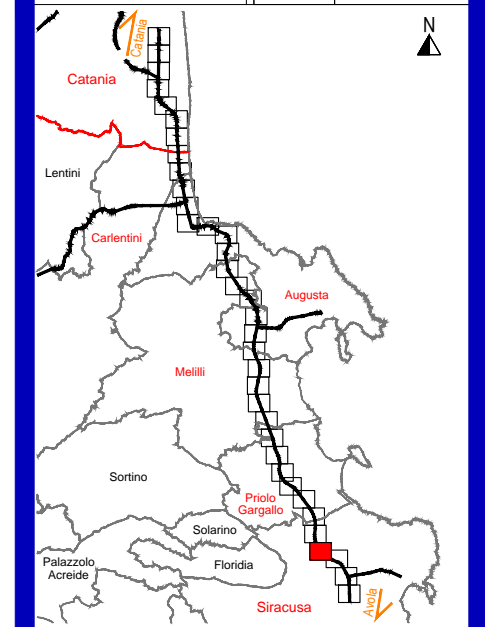 N
Catania
Catania
Lentini
Carlentini
Augusta
Melilli
Sortino
Priolo
Gargallo
Solarino
Palazzolo
Acreide
Floridia
Siracusa
Avola